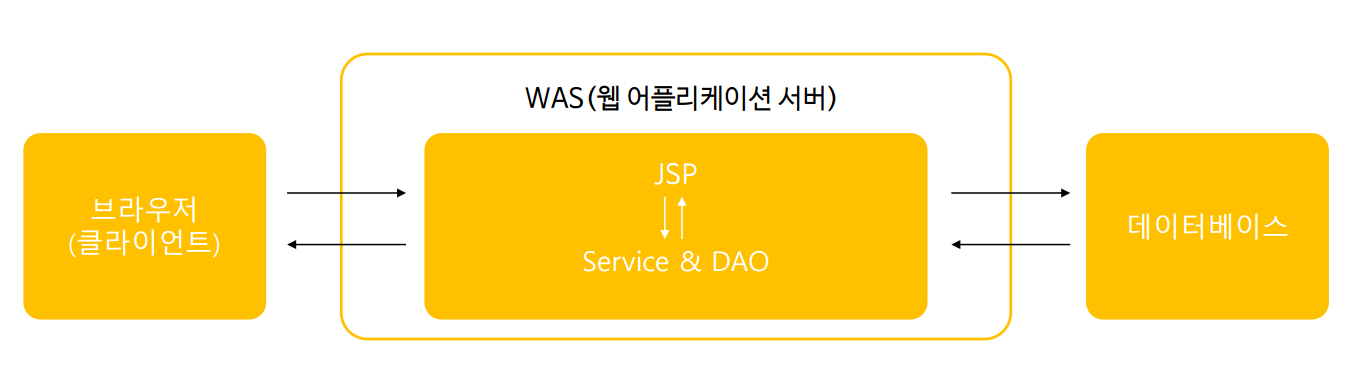 WAS(웹 어플리케이션 서버)
브라우저
(클라이언트)
JSP
Service & DAO
데이터베이스